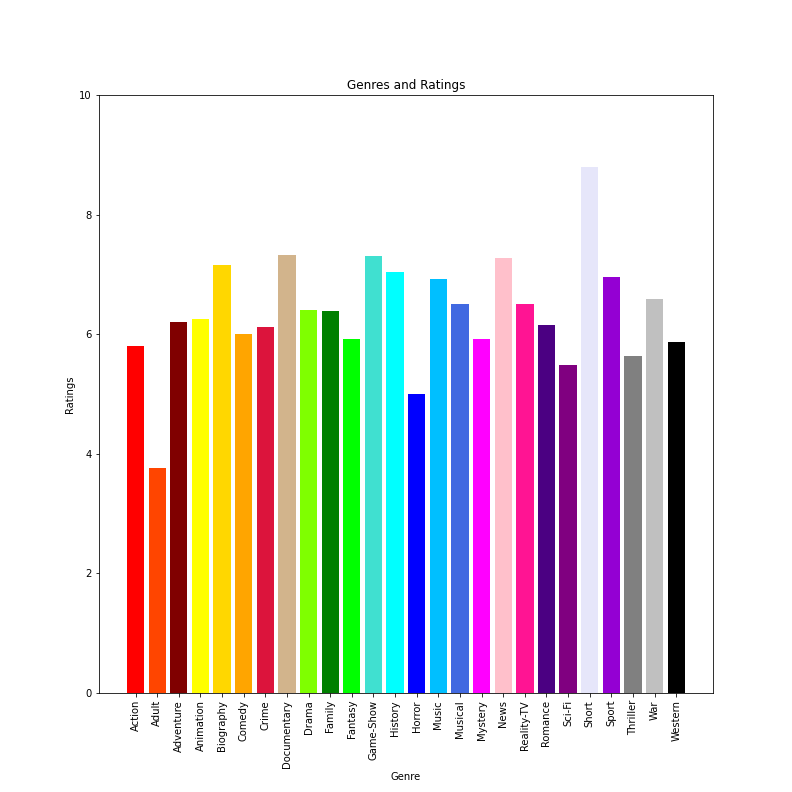 Genres and Ratings
10
8
6
4
2
0
Ratings
Action
Adult
Adventure
Animation
Biography
Comedy
Crime
Documentary
Drama
Family
Fantasy
Game-Show
History
Horror
Music
Musical
Mystery
News
Reality-TV
Romance
Sci-Fi
Short
Sport
Thriller
War
Western
Genre